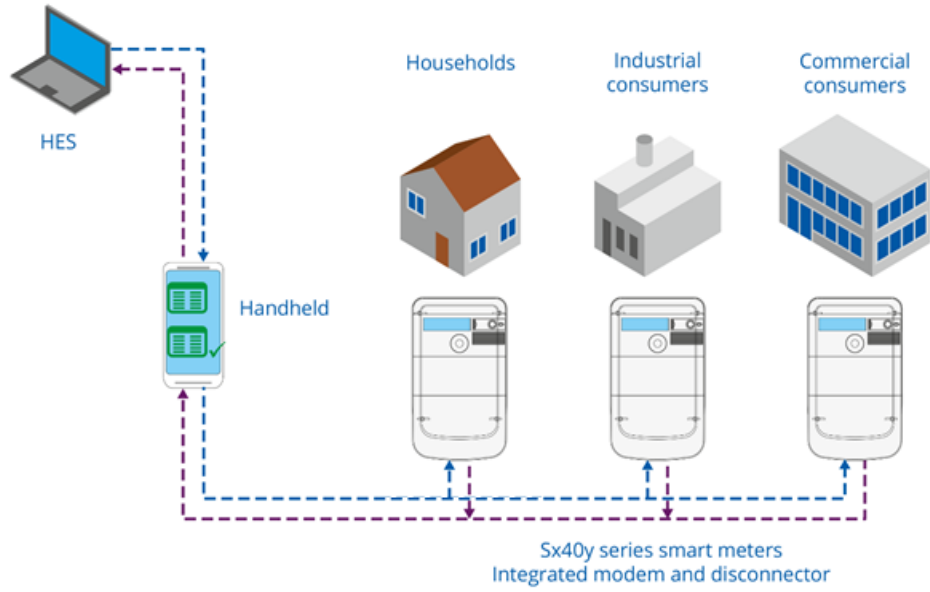 Households
Industrial
consumers
Commercial
consumers
HES
Handheld
Sx40y series smart meters
Integrated modem and disconnector